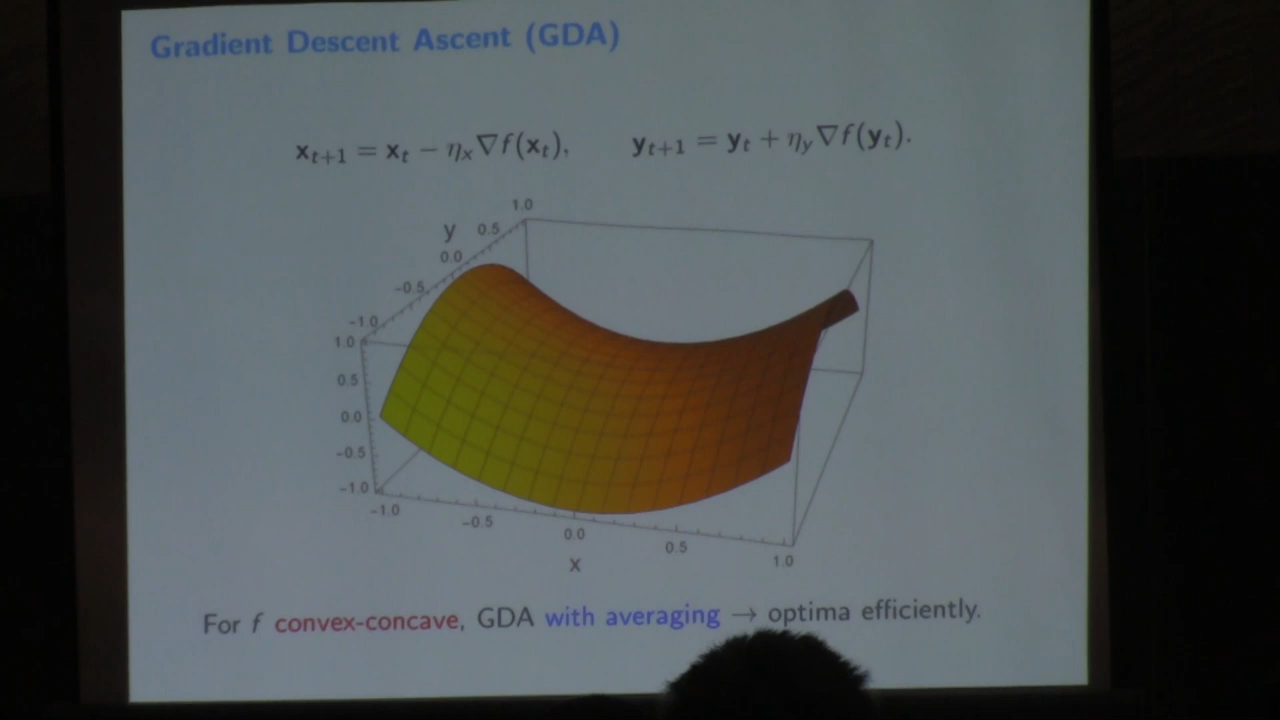 Gradient Descent Ascent (GDA)
x_{t+1} = x_t − η_x ∇f(x_t), y_{t+1} = y_t + η_y ∇f(y_t).
1.0
y 0.5
0.0
−0.5
−1.0
1.0
0.5
0.0
−0.5
−1.0
−1.0
−0.5
0.0
0.5
1.0
x
For f convex-concave, GDA with averaging → optima efficiently.